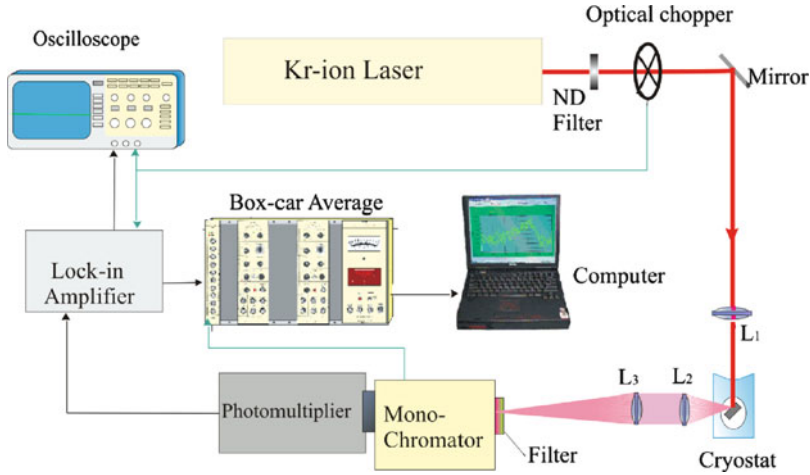 Optical chopper
Oscilloscope
Kr-ion Laser
Mirror
ND
Filter
Box-car Average
Lock-in
Amplifier
Computer
L1
L3
L2
Photomultiplier
Mono-
Chromator
Filter
Cryostat